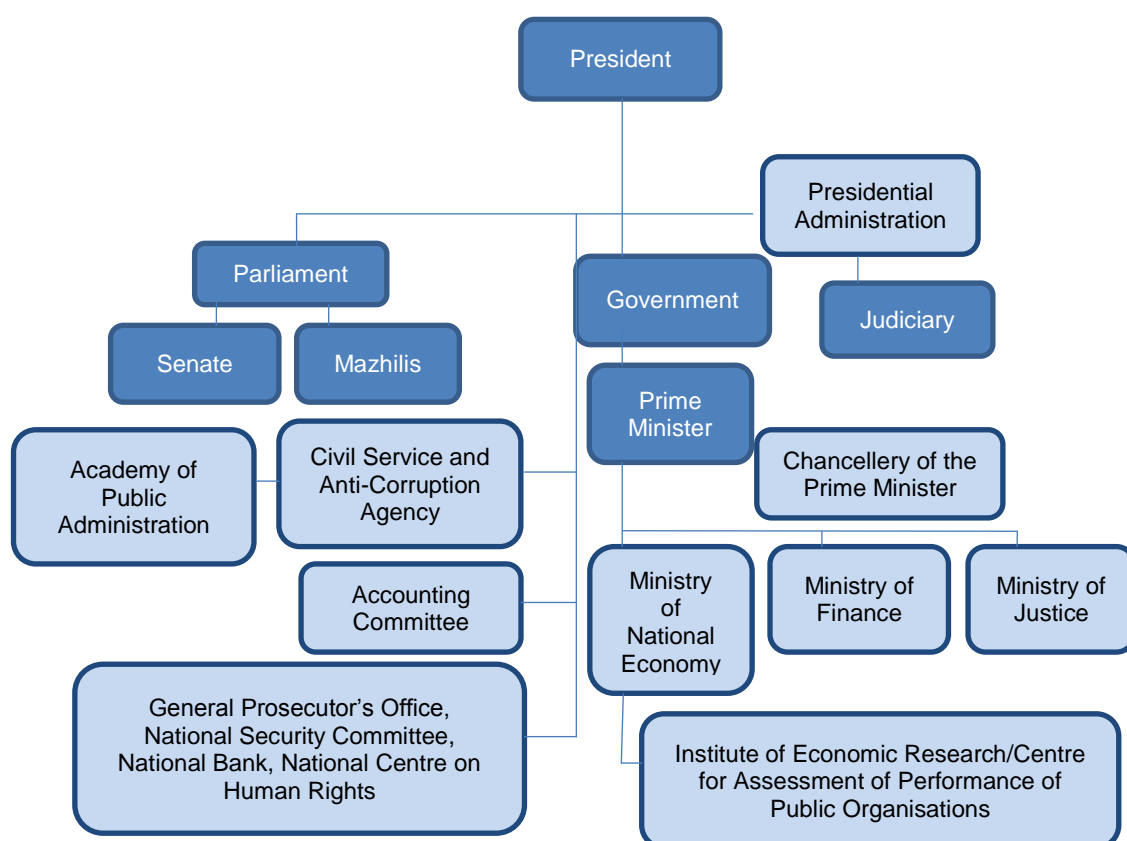 President
Presidential
Administration
Parliament
Government
Judiciary
Senate
Mazhilis
Prime
Minister
Academy of
Public
Administration
Civil Service and
Anti-Corruption
Agency
Chancellery of the
Prime Minister
Accounting
Committee
Ministry
of
National
Economy
Ministry of
Finance
Ministry of
Justice
General Prosecutor’s Office,
National Security Committee,
National Bank, National Centre on
Human Rights
Institute of Economic Research/Centre
for Assessment of Performance of
Public Organisations